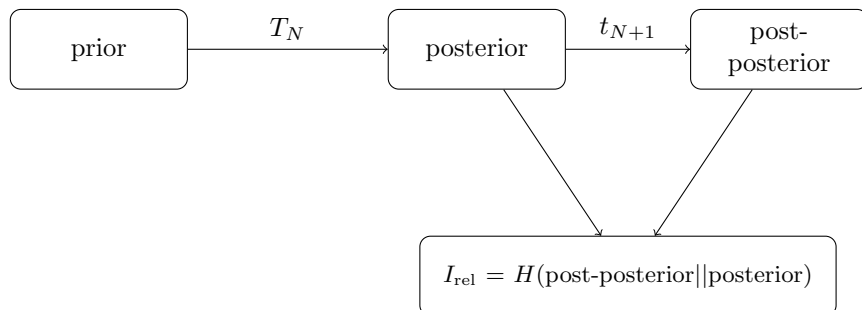 prior
T_N
posterior
t_{N+1}
post-
posterior
I_rel = H(post-posterior||posterior)